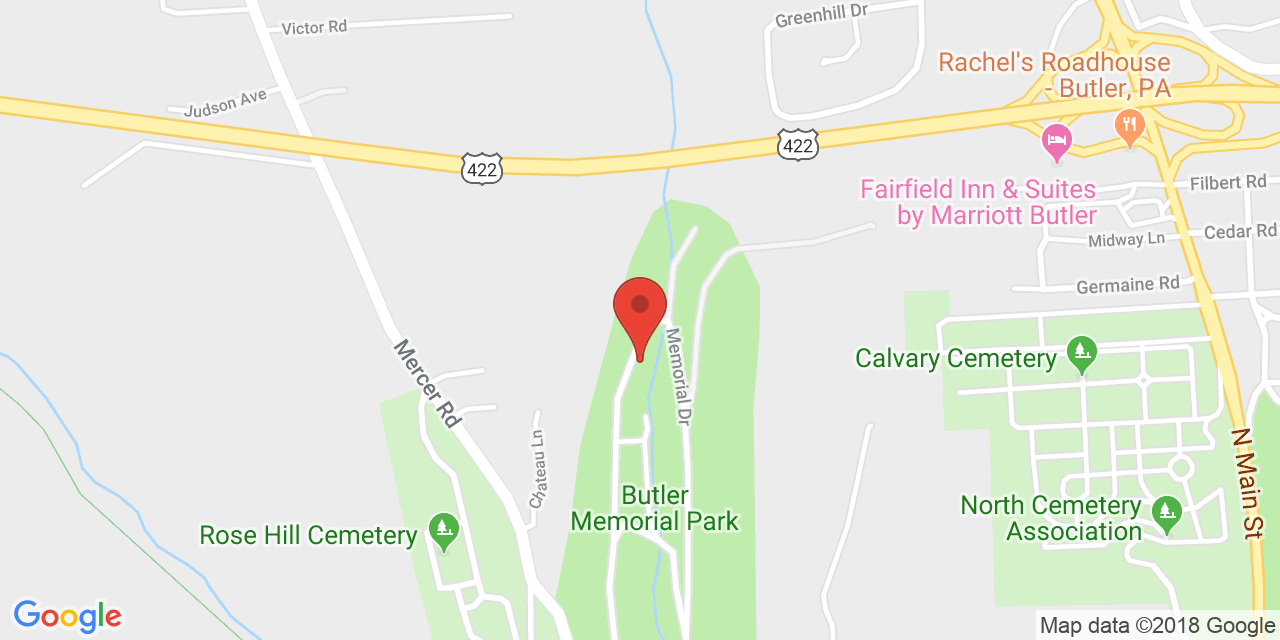 Greenhill Dr
Victor Rd
Rachel's Roadhouse
- Butler, PA
Judson Ave
422
422
Fairfield Inn & Suites
by Marriott Butler
Filbert Rd
Midway Ln
Cedar Rd
Germaine Rd
Mercer Rd
Memorial Dr
Calvary Cemetery
Chateau Ln
N Main St
Butler
Memorial Park
North Cemetery
Association
Rose Hill Cemetery
Google
Map data ©2018 Google